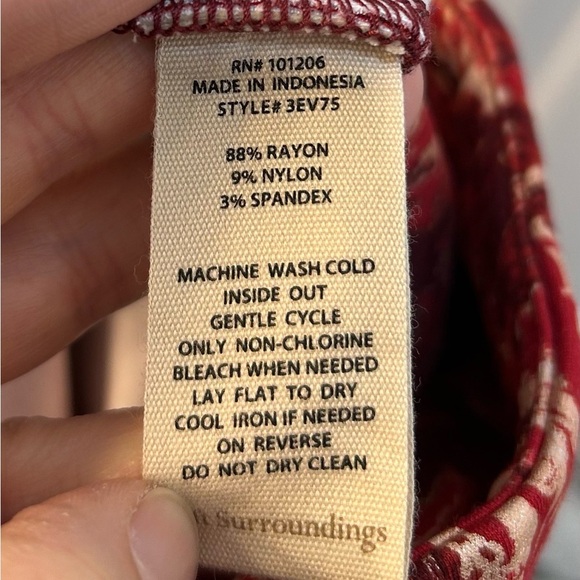 RN# 101206
MADE IN INDONESIA
STYLE# 3EV75
88% RAYON
9% NYLON
3% SPANDEX
MACHINE WASH COLD
INSIDE OUT
GENTLE CYCLE
ONLY NON-CHLORINE
BLEACH WHEN NEEDED
LAY FLAT TO DRY
COOL IRON IF NEEDED
ON REVERSE
DO NOT DRY CLEAN
Surroundings